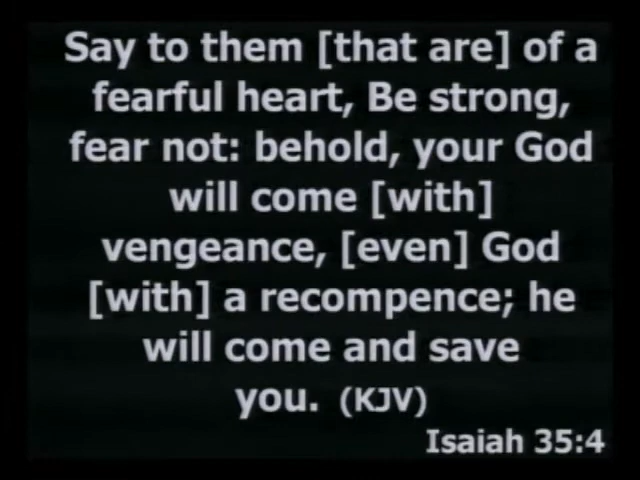 Say to them [that are] of a
fearful heart, Be strong,
fear not: behold, your God
will come [with]
vengeance, [even] God
[with] a recompence; he
will come and save
you. (KJV)
Isaiah 35:4